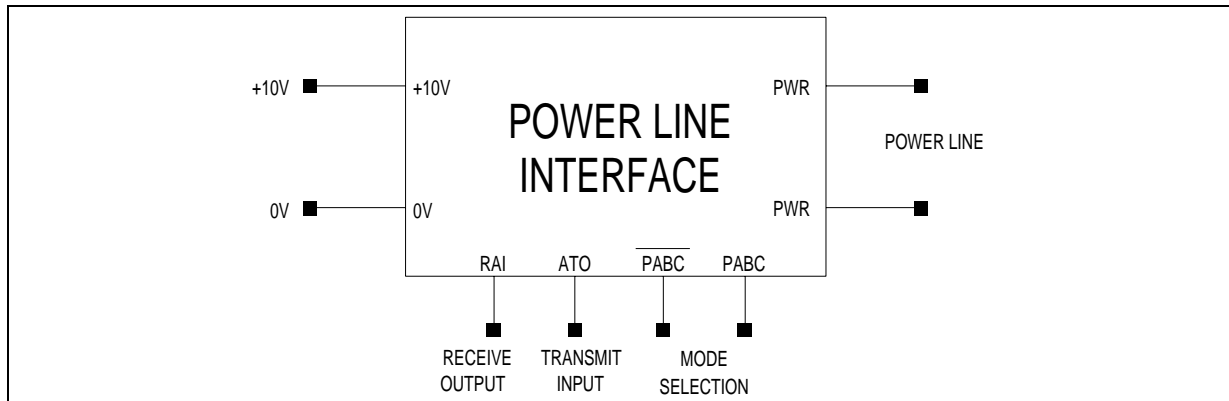 +10V +10V PWR
POWER LINE
INTERFACE
POWER LINE
0V 0V PWR
RAI ATO P̅A̅B̅C̅ PABC
RECEIVE
OUTPUT
TRANSMIT
INPUT
MODE
SELECTION